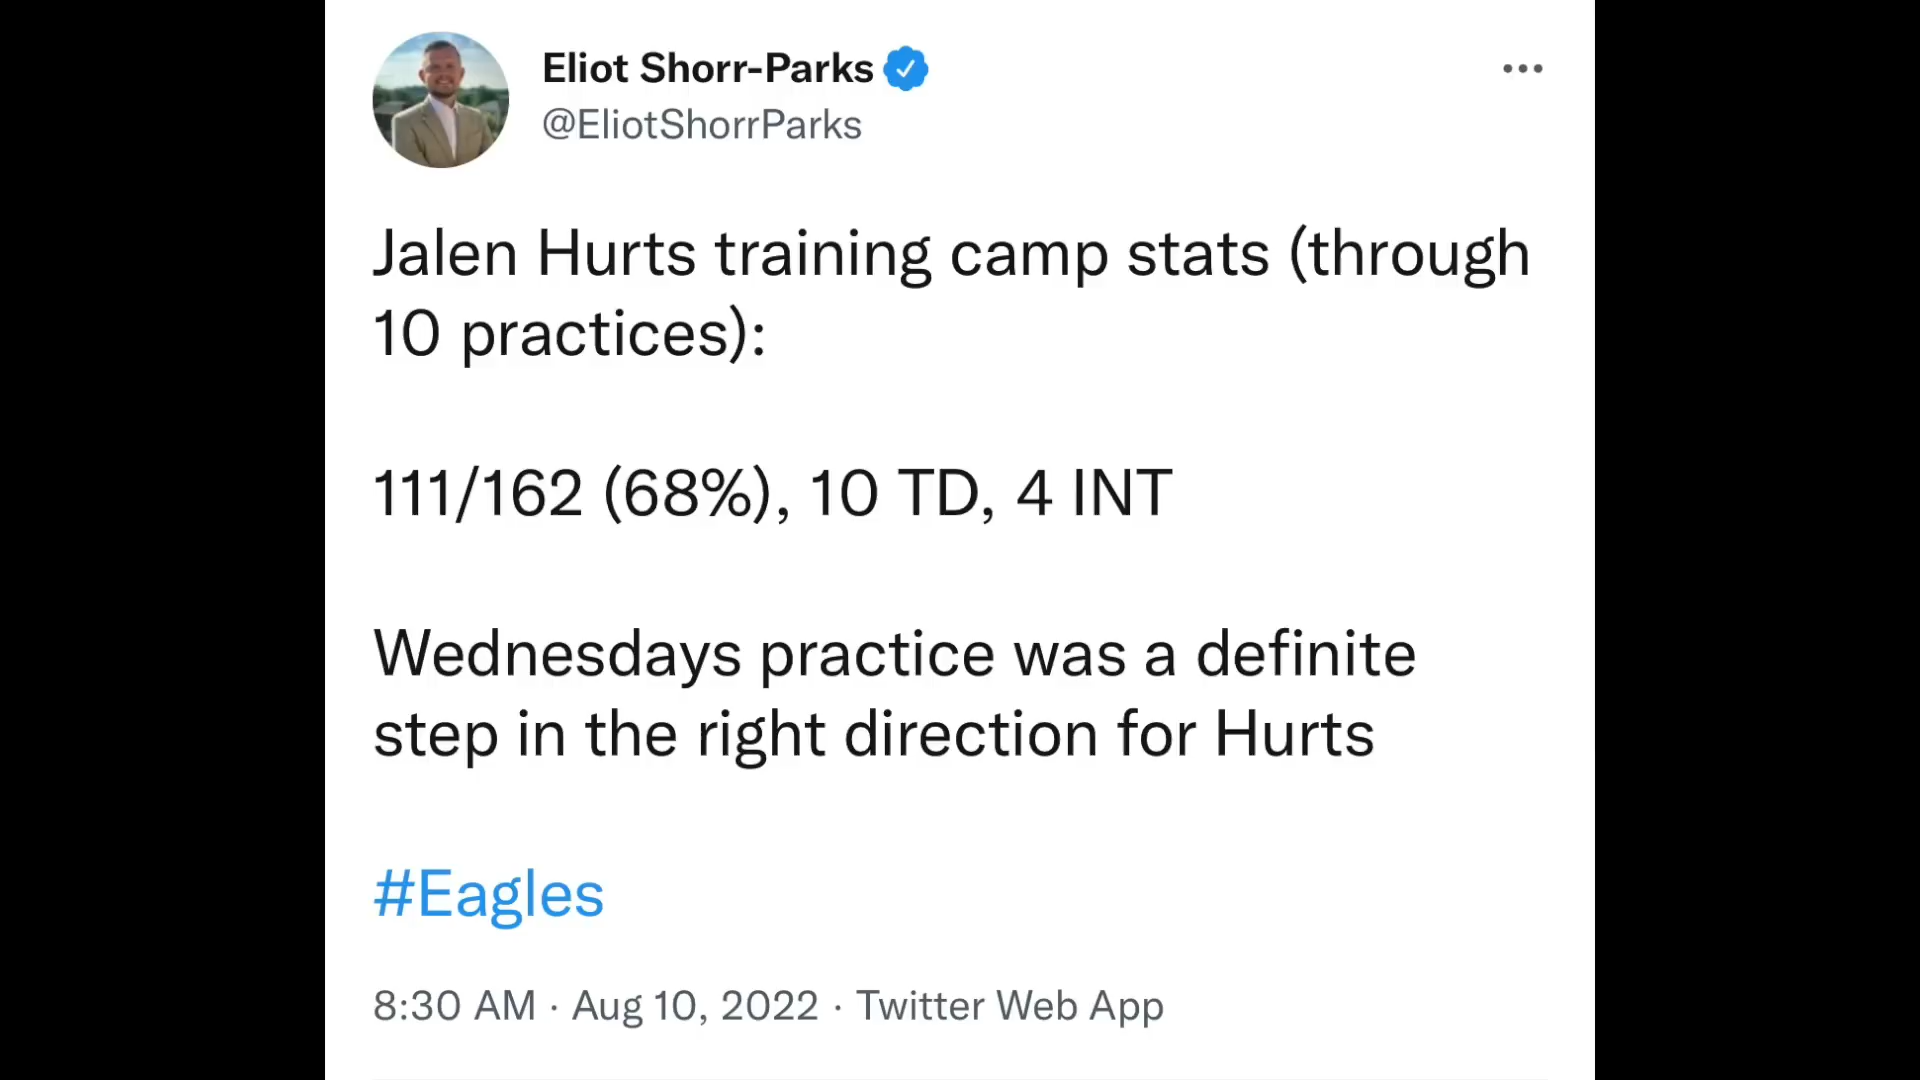 Eliot Shorr-Parks
@EliotShorrParks
Jalen Hurts training camp stats (through
10 practices):
111/162 (68%), 10 TD, 4 INT
Wednesdays practice was a definite
step in the right direction for Hurts
#Eagles
8:30 AM · Aug 10, 2022 · Twitter Web App